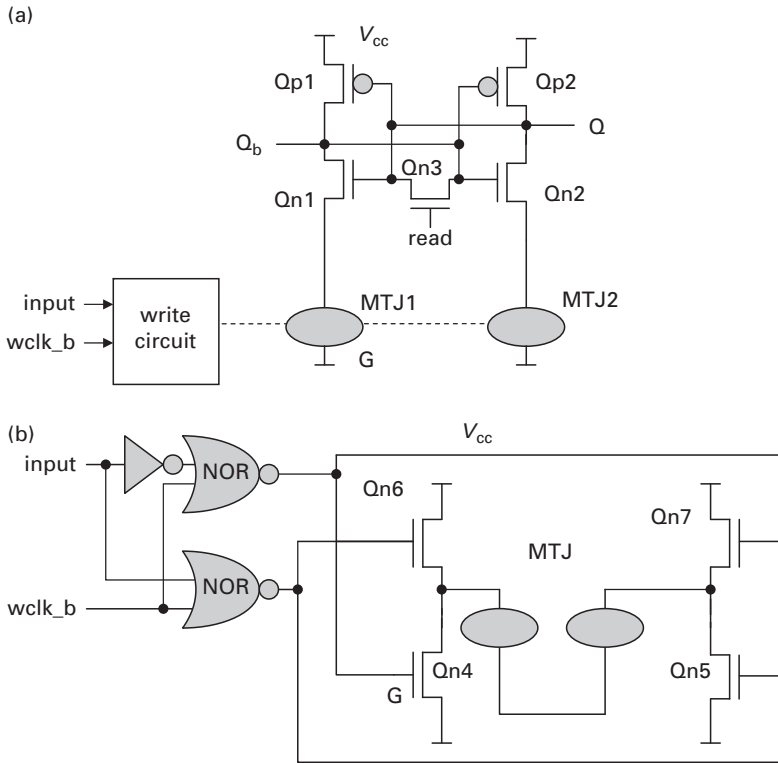 (a)
Vcc
Qp1
Qp2
Qb
Q
Qn3
Qn1
Qn2
read
input
write
circuit
wclk_b
MTJ1
MTJ2
G
(b)
Vcc
input
NOR
Qn6
Qn7
MTJ
NOR
wclk_b
Qn4
Qn5
G